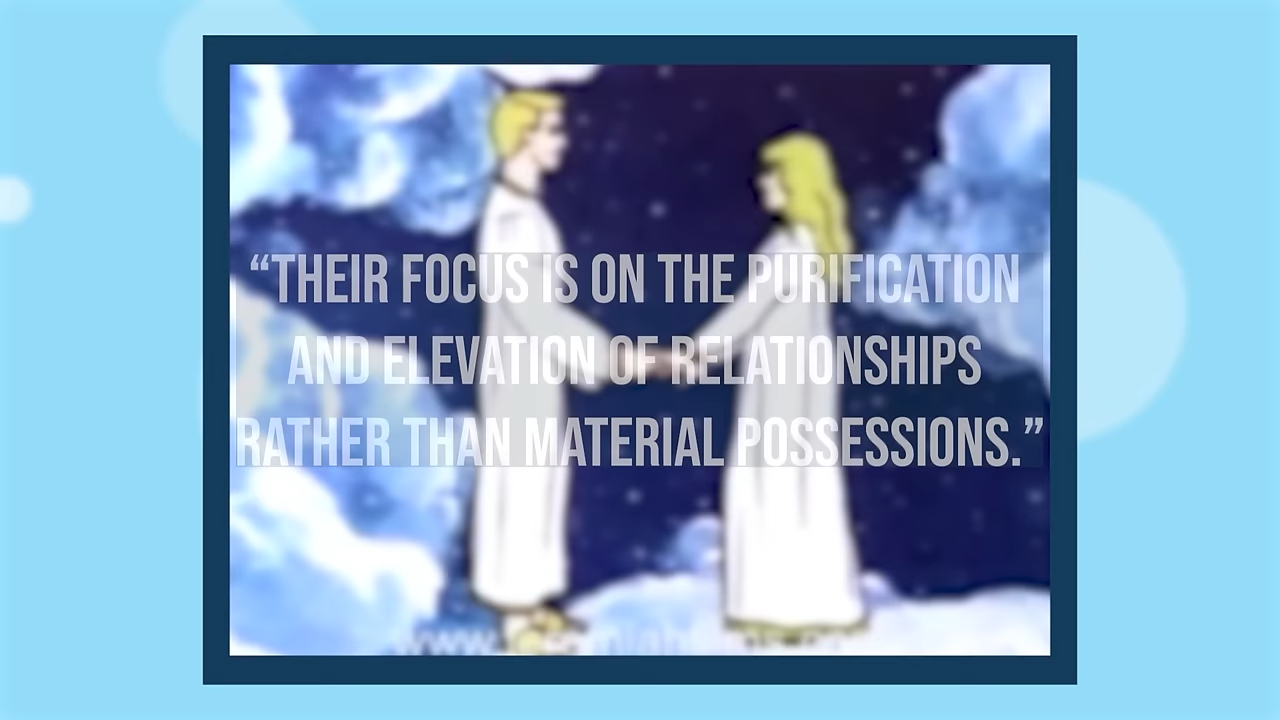 “THEIR FOCUS IS ON THE PURIFICATION
AND ELEVATION OF RELATIONSHIPS
RATHER THAN MATERIAL POSSESSIONS.”